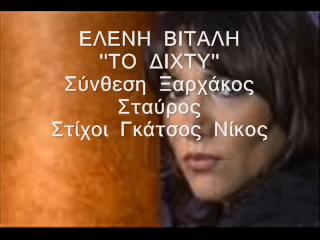 ΕΛΕΝΗ ΒΙΤΑΛΗ
"ΤΟ ΔΙΧΤΥ"
Σύνθεση Ξαρχάκος
Σταύρος
Στίχοι Γκάτσος Νίκος